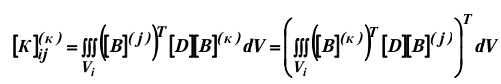 [K]_{ij}^{(κ)} = ∭_{V_i} ([B]^{(j)})^T [D][B]^{(κ)} dV = (∭_{V_i} ([B]^{(κ)})^T [D][B]^{(j)})^T dV